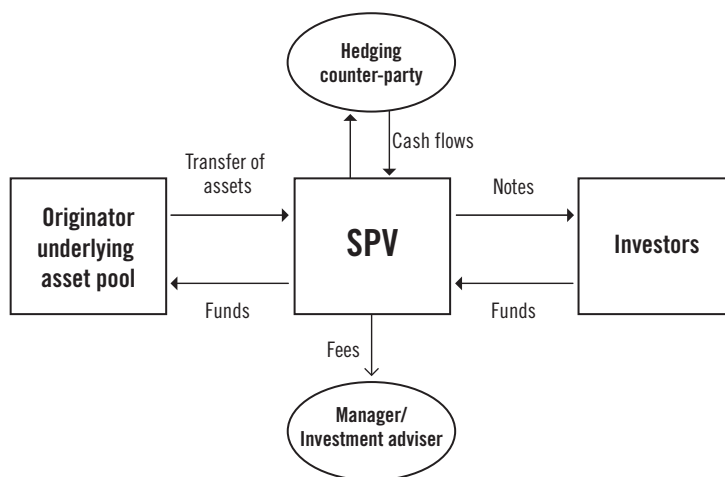 Hedging
counter-party
Cash flows
Transfer of
assets
Notes
Originator
underlying
asset pool
SPV
Investors
Funds
Funds
Fees
Manager/
Investment adviser